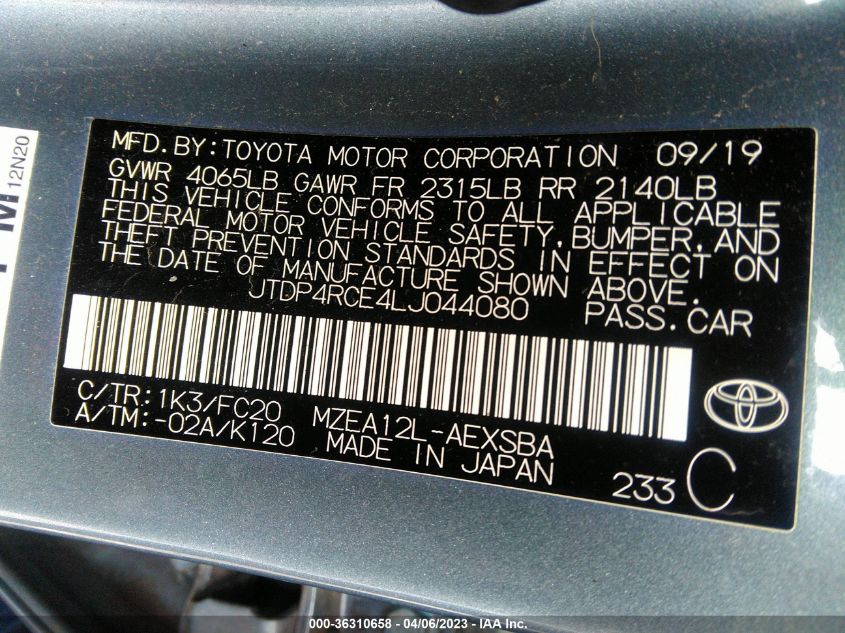 MFD.BY:TOYOTA MOTOR CORPORATION 09/19
GVWR 4065LB GAWR FR 2315LB RR 2140LB
THIS VEHICLE CONFORMS TO ALL APPLICABLE
FEDERAL MOTOR VEHICLE SAFETY,BUMPER,AND
THEFT PREVENTION STANDARDS IN EFFECT ON
THE DATE OF MANUFACTURE SHOWN ABOVE.
JTDP4RCE4LJ044080 PASS.CAR
C/TR:1K3/FC20 MZEA12L-AEXSBA
A/TM:-02A/K120 MADE IN JAPAN
233 C
12N20
000-36310658 - 04/06/2023 - IAA Inc.